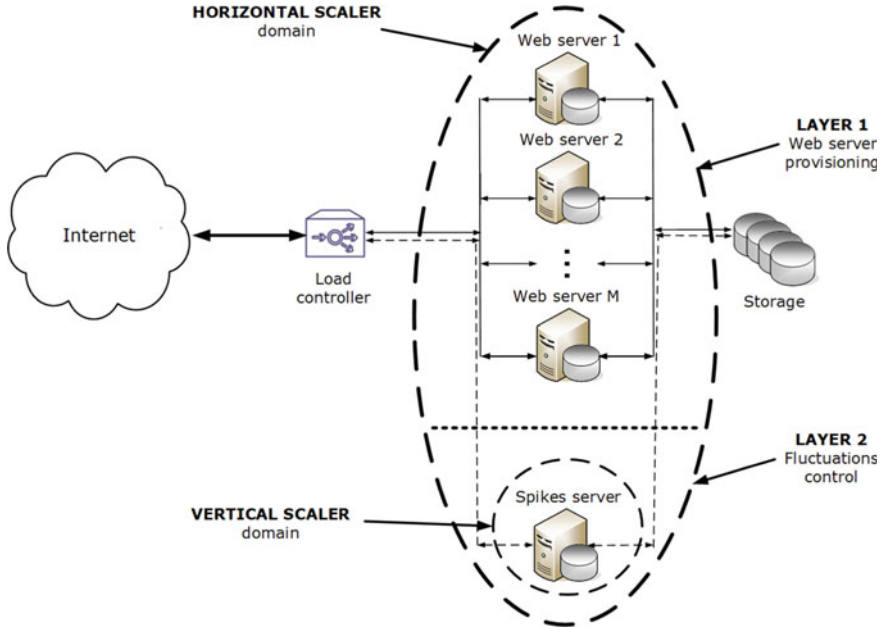 HORIZONTAL SCALER
domain
Web server 1
LAYER 1
Web server
provisioning
Web server 2
Internet
Load
controller
Web server M
Storage
LAYER 2
Fluctuations
control
Spikes server
VERTICAL SCALER
domain